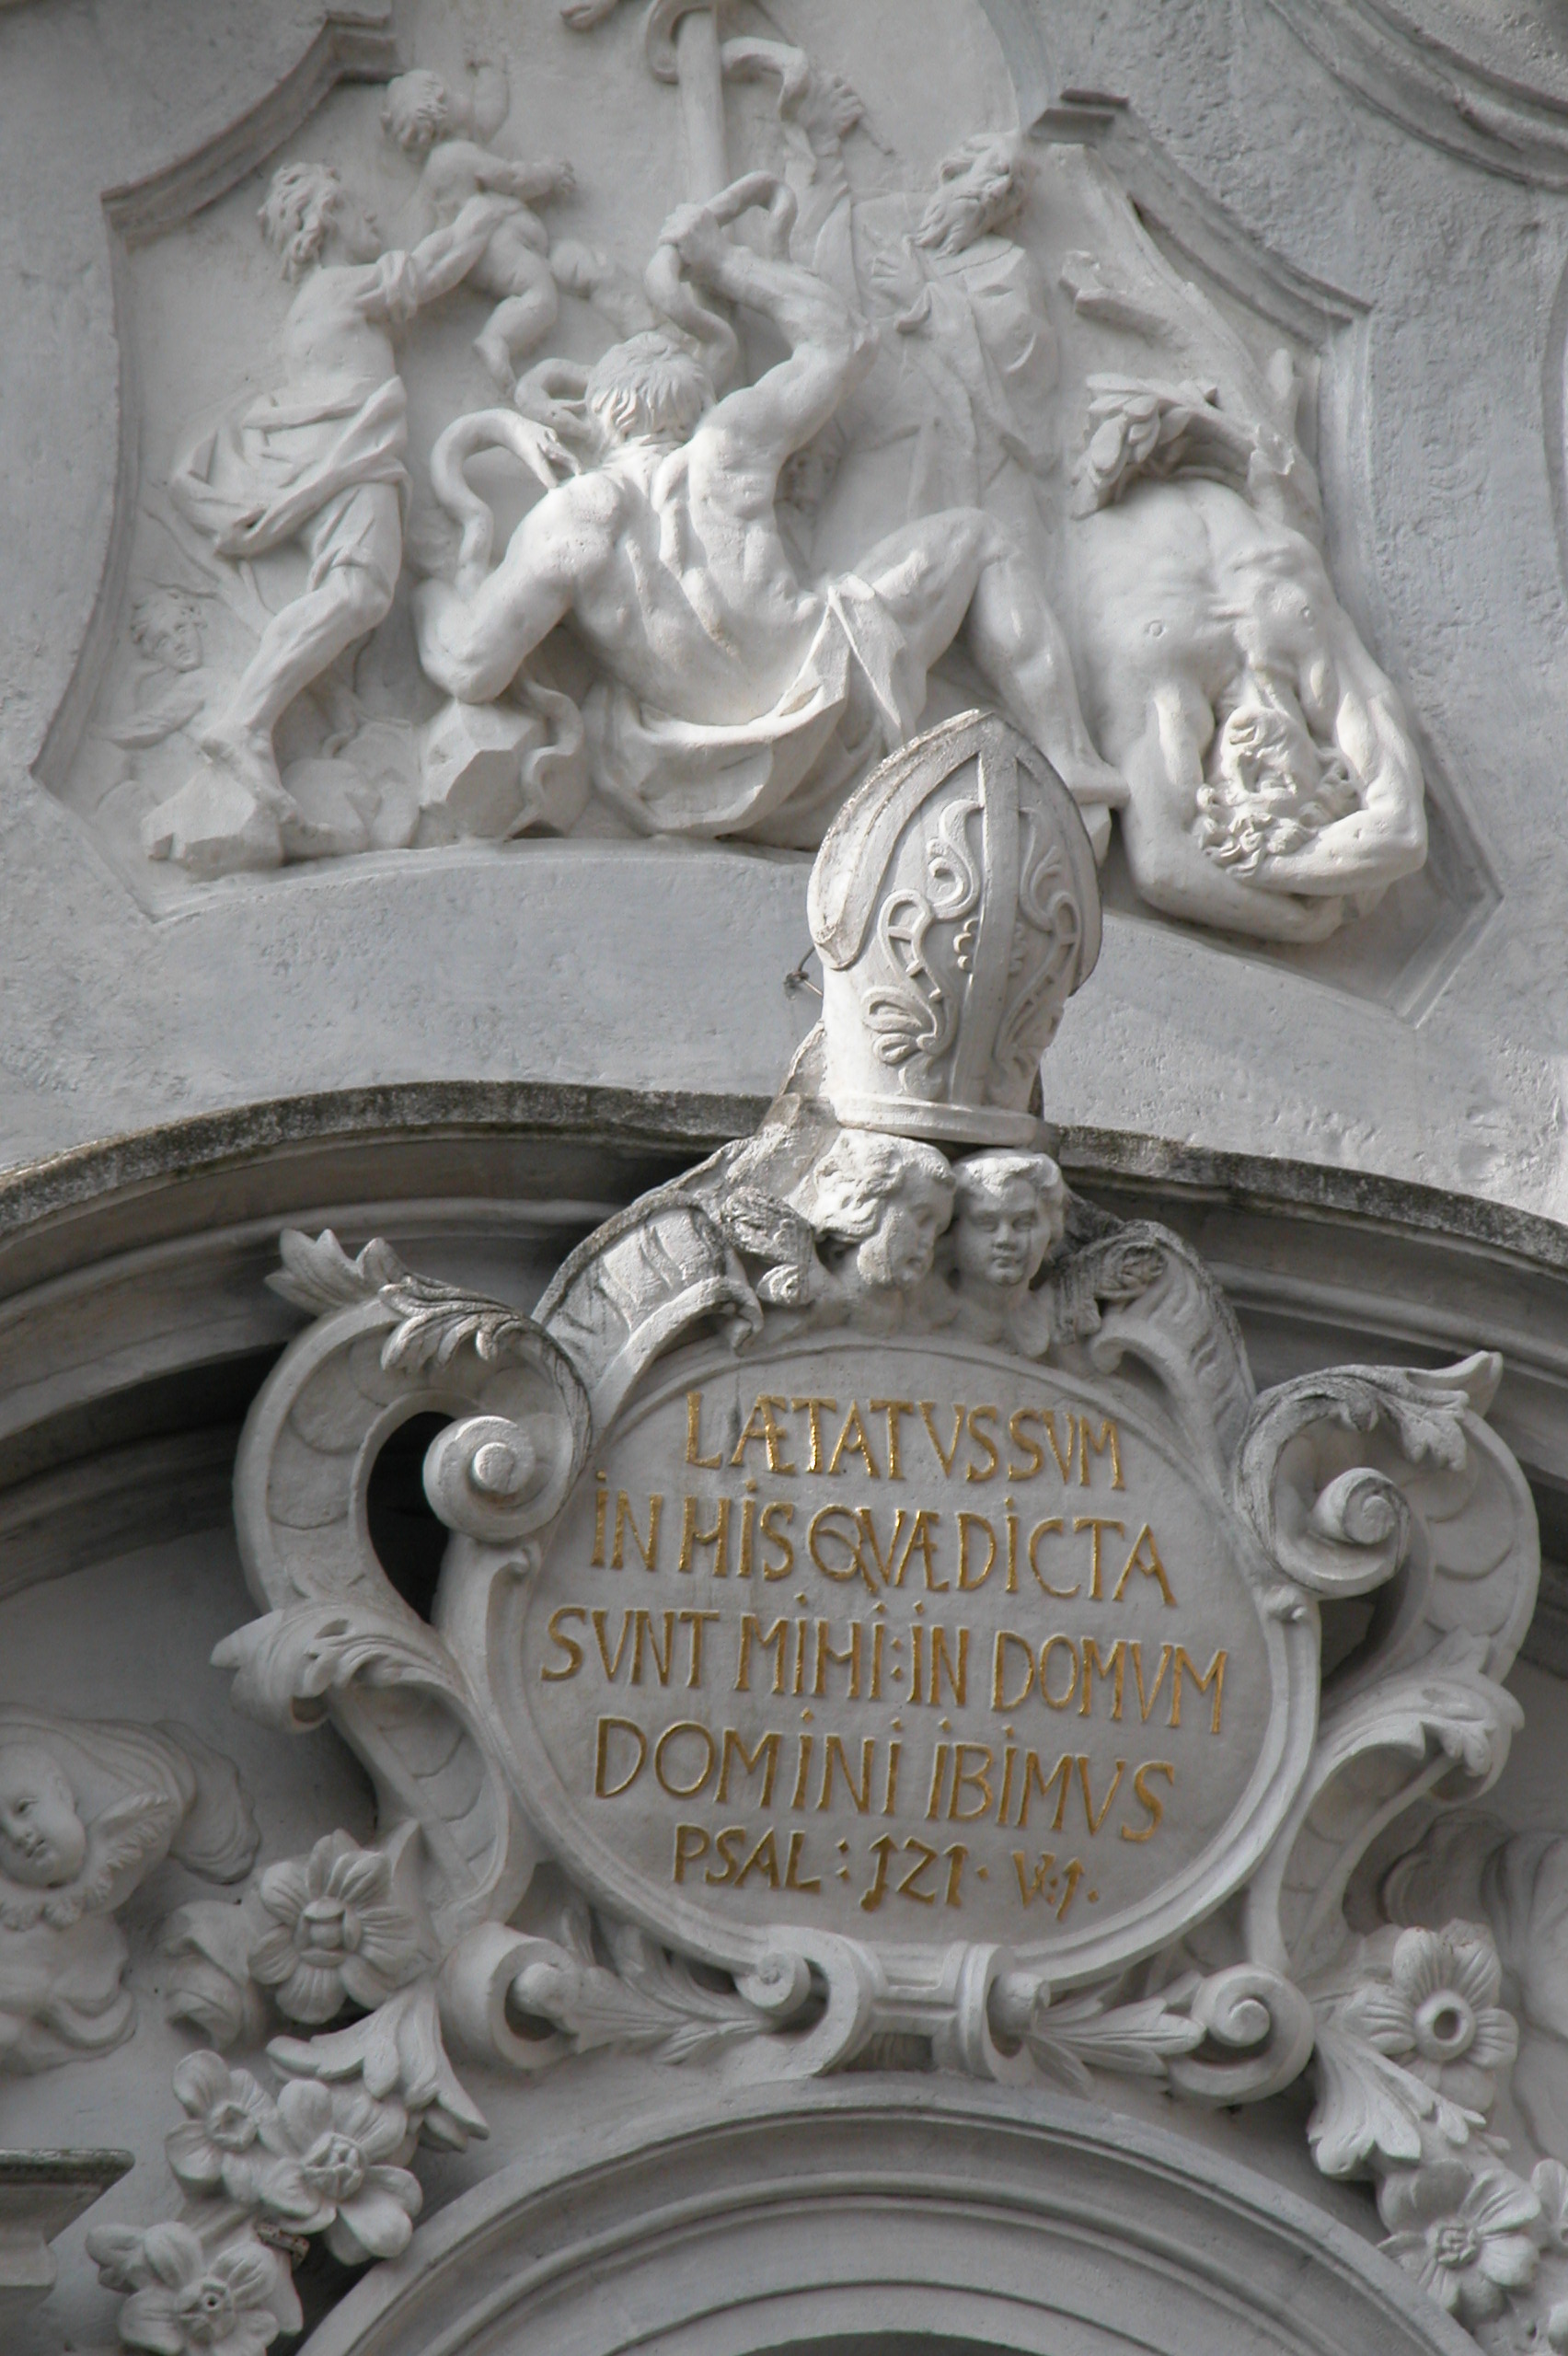 LÆTATVS SVM
IN HIS QVÆ DICTA
SVNT MIHI: IN DOMVM
DOMINI IBIMVS
PSAL: 121. V:1.